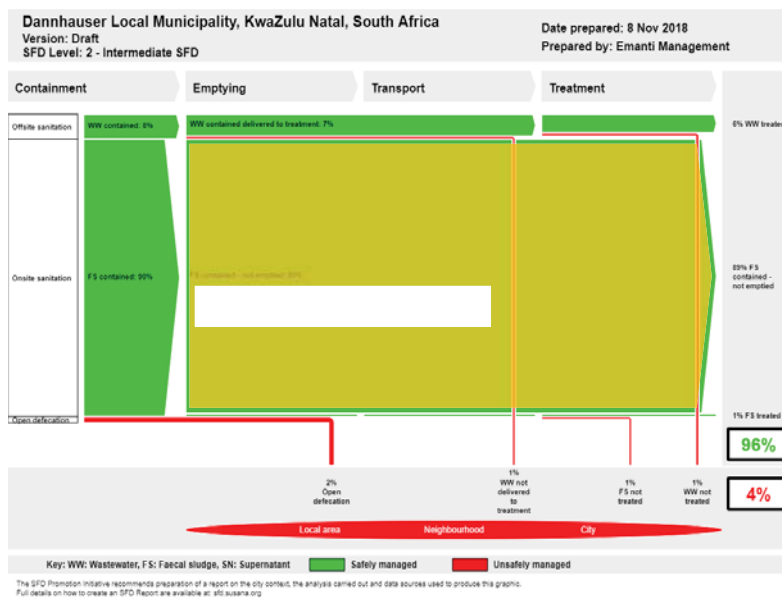 Dannhauser Local Municipality, KwaZulu Natal, South Africa
Version: Draft
SFD Level: 2 - Intermediate SFD
Date prepared: 8 Nov 2018
Prepared by: Emanti Management
Containment
Emptying
Transport
Treatment
Offsite sanitation
WW contained: 8%
WW contained delivered to treatment: 7%
6% WW treated
Onsite sanitation
FS contained: 90%
FS contained - not emptied: 89%
89% FS
contained -
not emptied
Open defecation
1% FS treated
96%
2%
Open
defecation
1%
WW not
delivered
to
treatment
1%
FS not
treated
1%
WW not
treated
4%
Local area
Neighbourhood
City
Key: WW: Wastewater, FS: Faecal sludge, SN: Supernatant
Safely managed
Unsafely managed
The SFD Promotion Initiative recommends preparation of a report on the city context, the analysis carried out and data sources used to produce this graphic.
Full details on how to create an SFD Report are available at: sfd.susana.org